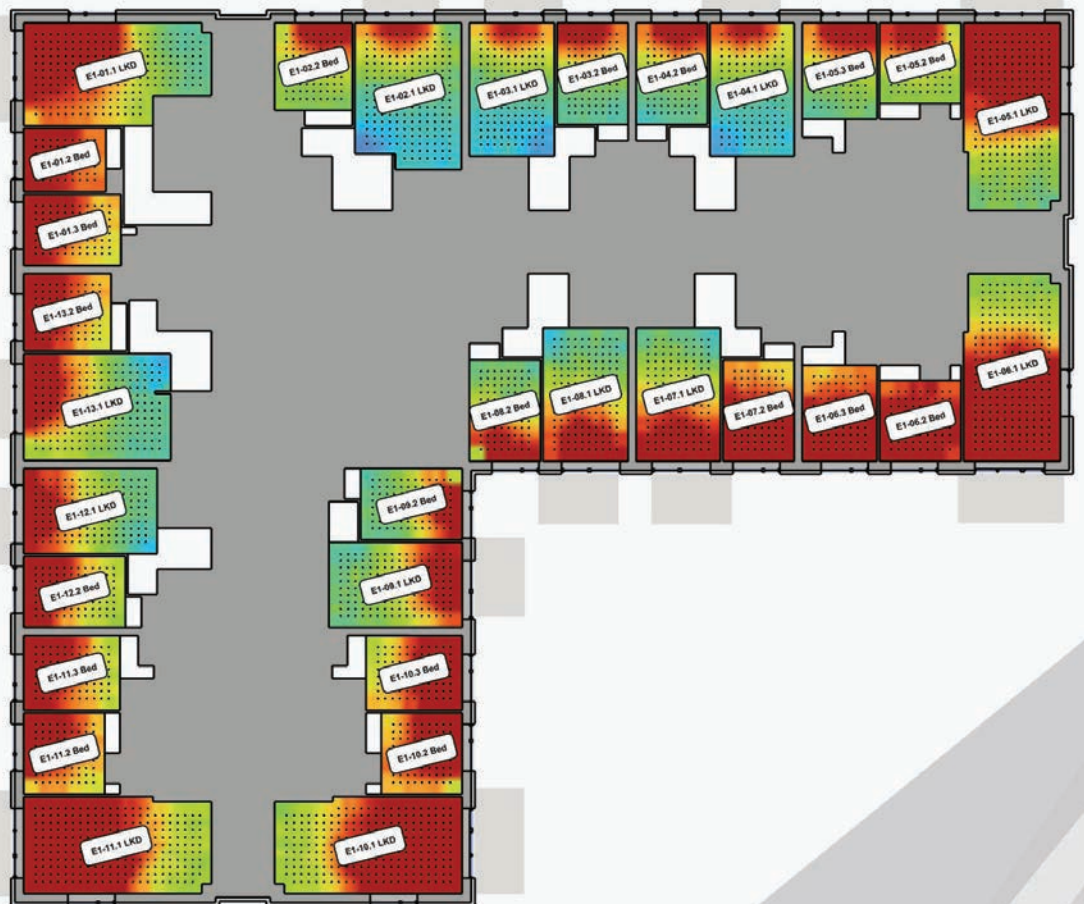 E1-01.1 LKD
E1-02.2 Bed
E1-02.1 LKD
E1-03.1 LKD
E1-03.2 Bed
E1-04.2 Bed
E1-04.1 LKD
E1-05.3 Bed
E1-05.2 Bed
E1-05.1 LKD
E1-01.2 Bed
E1-01.3 Bed
E1-13.2 Bed
E1-13.1 LKD
E1-08.2 Bed
E1-08.1 LKD
E1-07.1 LKD
E1-07.2 Bed
E1-06.3 Bed
E1-06.2 Bed
E1-06.1 LKD
E1-12.1 LKD
E1-09.2 Bed
E1-12.2 Bed
E1-09.1 LKD
E1-11.3 Bed
E1-10.3 Bed
E1-11.2 Bed
E1-10.2 Bed
E1-11.1 LKD
E1-10.1 LKD